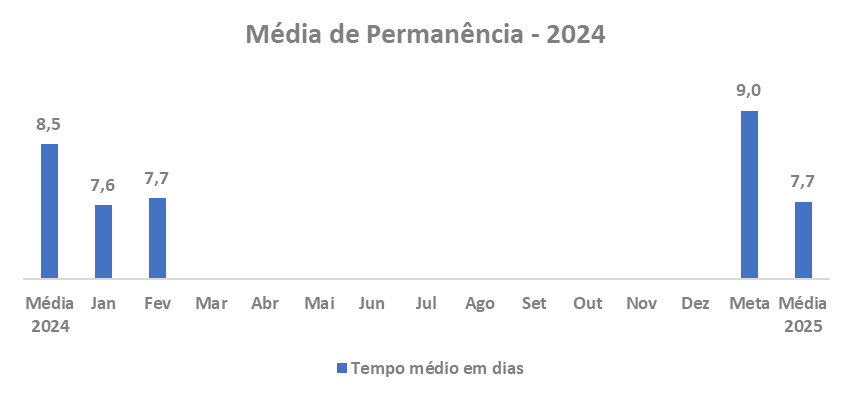 Média de Permanência - 2024
9,0
8,5
7,6
7,7
7,7
Média 2024
Jan
Fev
Mar
Abr
Mai
Jun
Jul
Ago
Set
Out
Nov
Dez
Meta
Média 2025
Tempo médio em dias